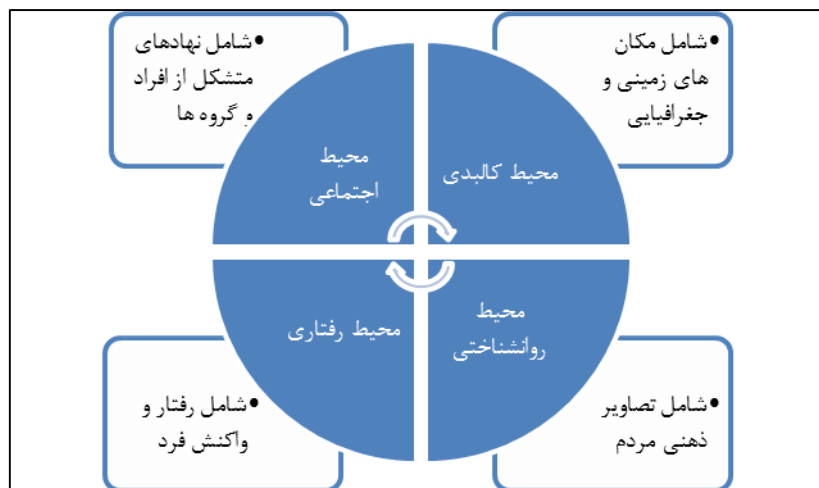 •شامل مکان
های زمینی و
جغرافیایی
محیط کالبدی
•شامل نهادهای
متشکل از افراد
و گروه ها
محیط
اجتماعی
محیط
روانشناختی
•شامل تصاویر
ذهنی مردم
محیط رفتاری
•شامل رفتار و
واکنش فرد